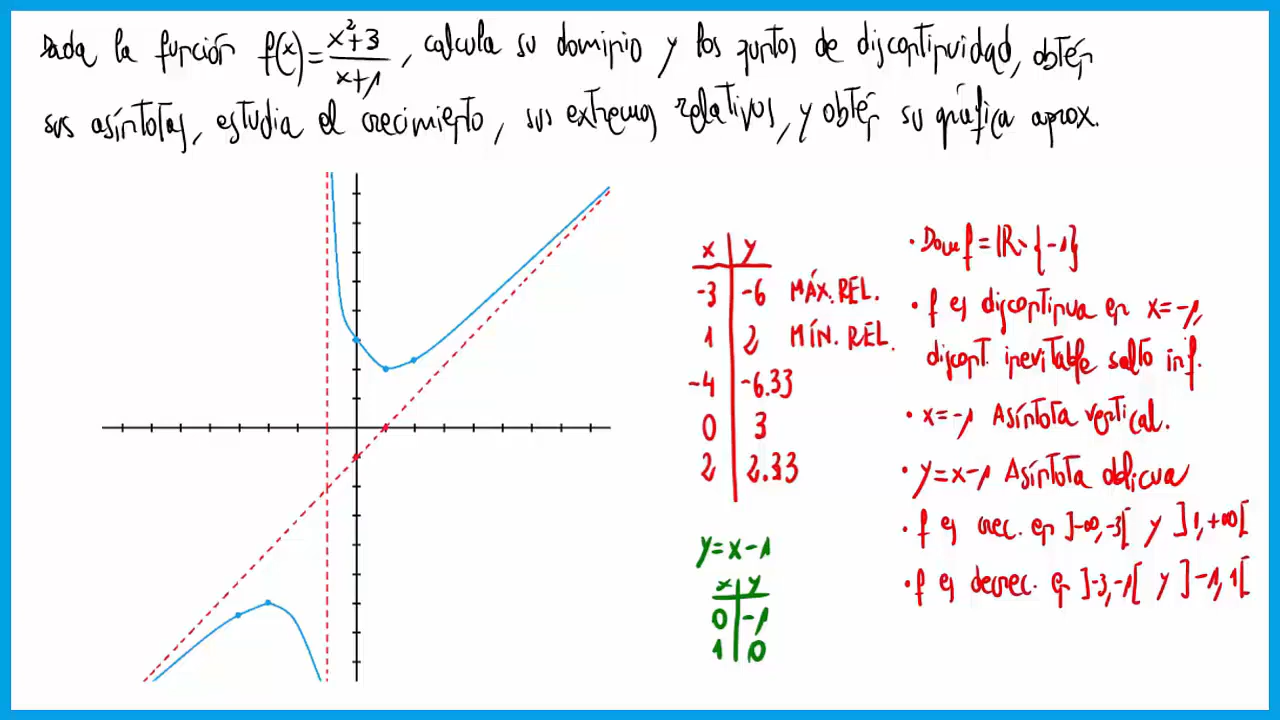 Dada la función f(x)=x²+3/x+1, calcula su dominio y los puntos de discontinuidad, obtén
sus asíntotas, estudia el crecimiento, sus extremos relativos, y obtén su gráfica aprox.
x | y
-3 | -6 MÁX. REL.
1 | 2 MÍN. REL.
-4 | -6.33
0 | 3
2 | 2.33
y=x-1
x | y
0 | -1
1 | 0
• Dom f = ℝ∖{-1}
• f es discontinua en x=-1,
discont. inevitable salto inf.
• x=-1 Asíntota vertical.
• y=x-1 Asíntota oblicua
• f es crec. en ]-∞,-3[ y ]1,+∞[
• f es decrec. en ]-3,-1[ y ]-1,1[